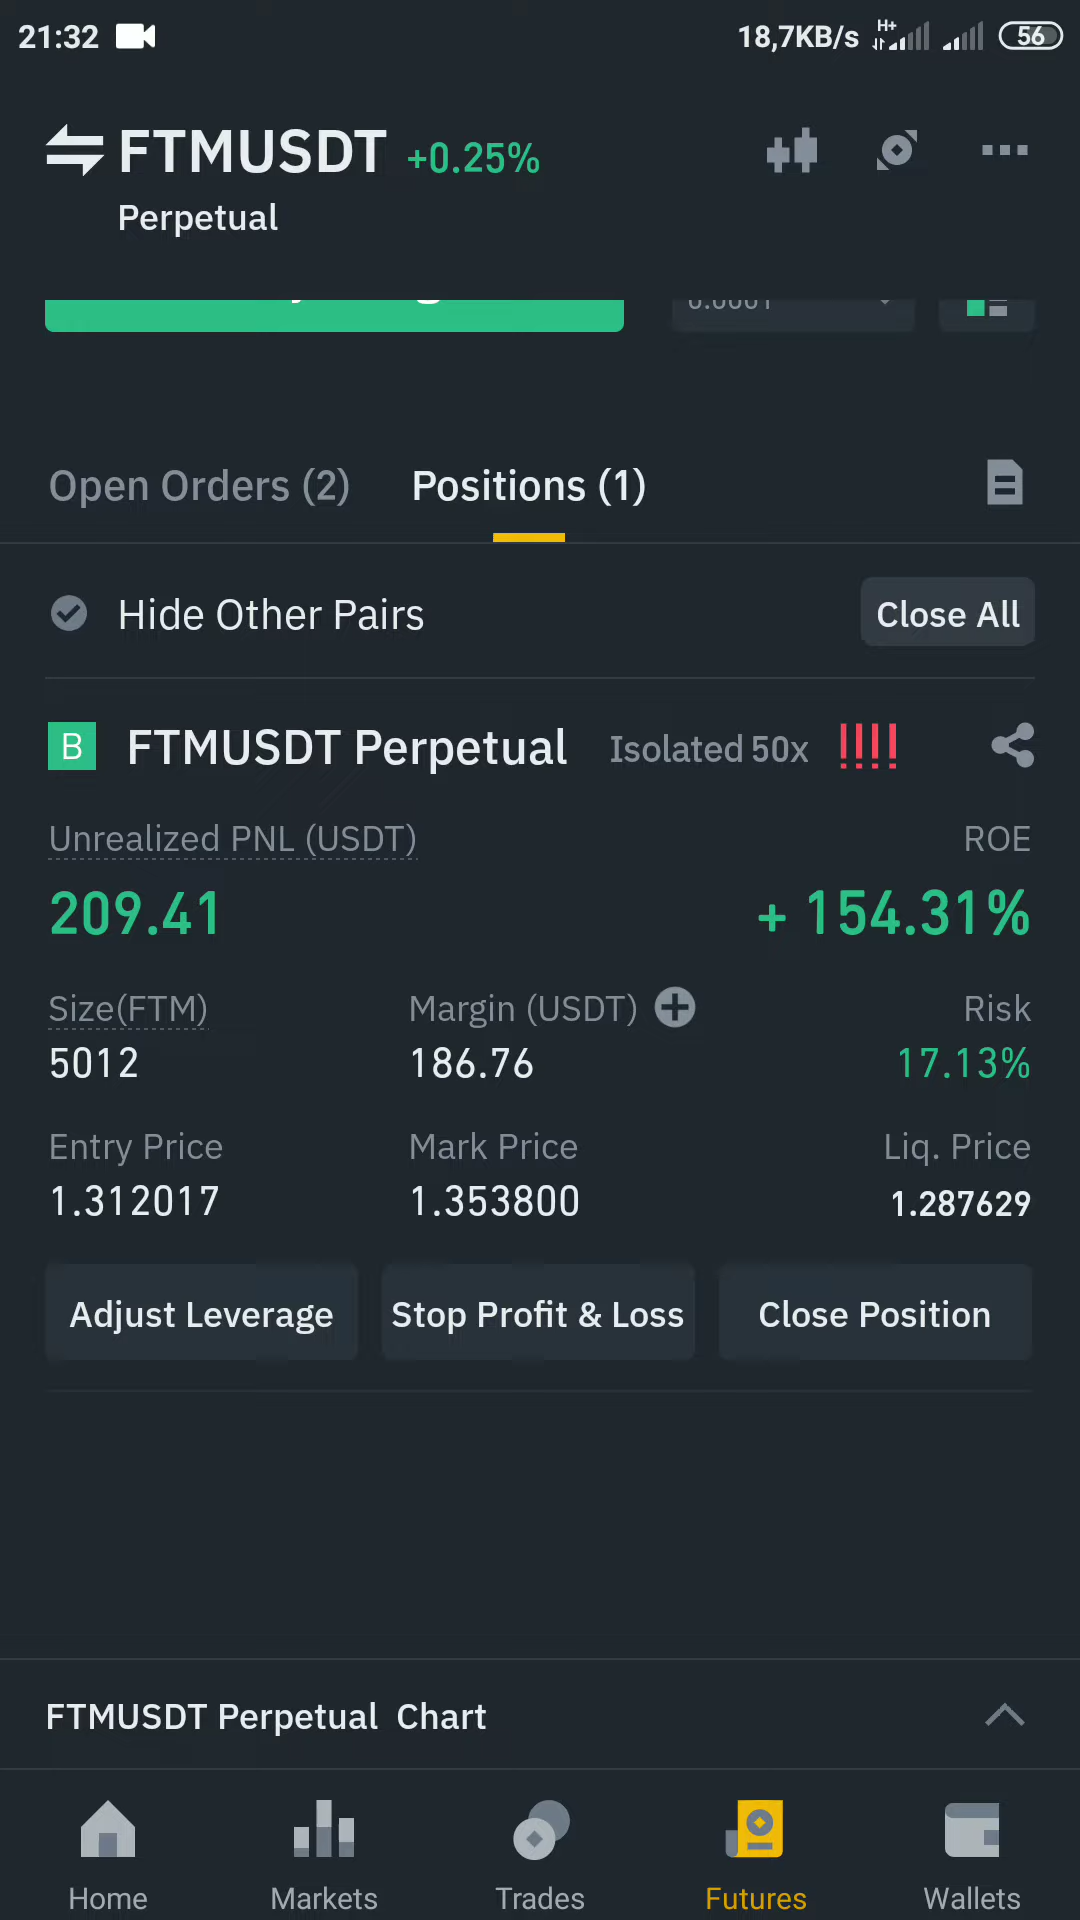 21:32 18,7KB/s H+ 56
FTMUSDT +0.25%
Perpetual
Open Orders (2) Positions (1)
Hide Other Pairs Close All
B FTMUSDT Perpetual Isolated 50x !!!!
Unrealized PNL (USDT) ROE
209.41 + 154.31%
Size(FTM) Margin (USDT) Risk
5012 186.76 17.13%
Entry Price Mark Price Liq. Price
1.312017 1.353800 1.287629
Adjust Leverage Stop Profit & Loss Close Position
FTMUSDT Perpetual Chart
Home Markets Trades Futures Wallets